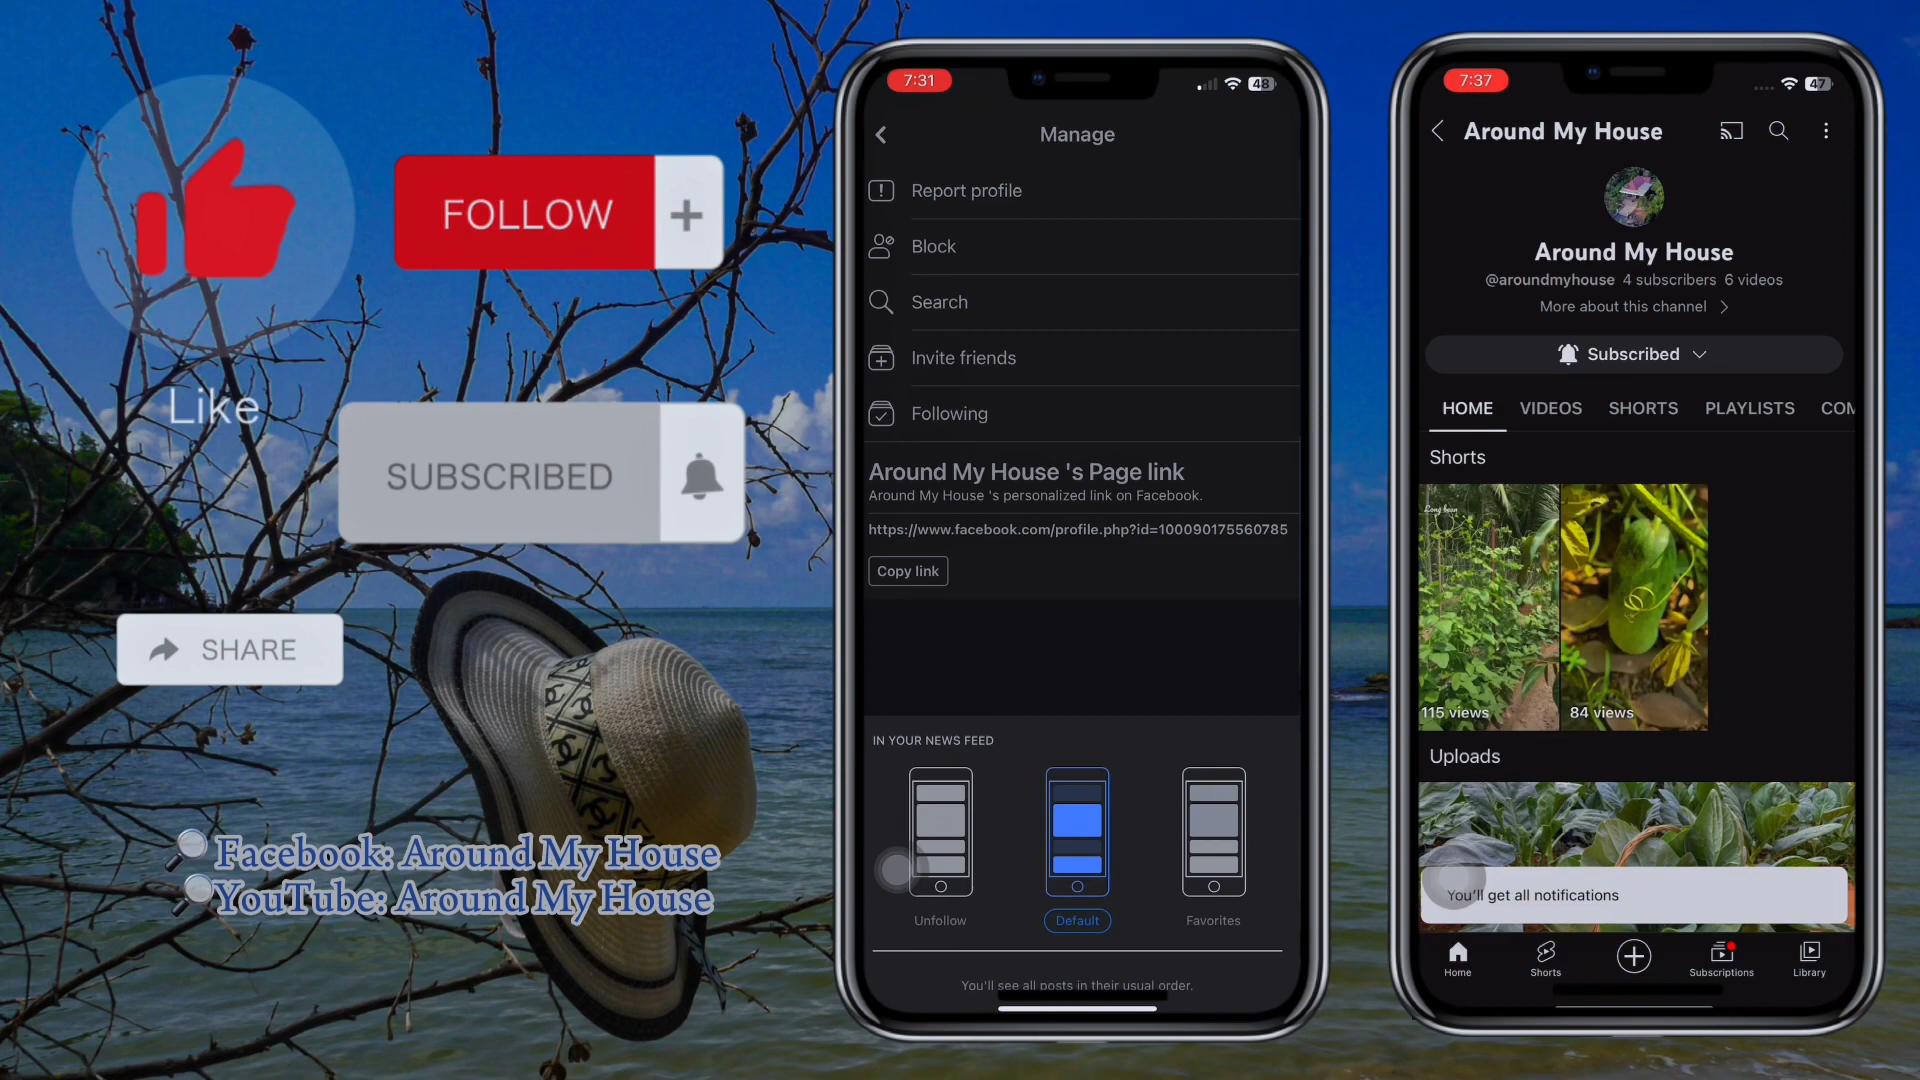 FOLLOW
Like
SUBSCRIBED
SHARE
Facebook: Around My House
YouTube: Around My House
7:31
48
Manage
Report profile
Block
Search
Invite friends
Following
Around My House 's Page link
Around My House 's personalized link on Facebook.
https://www.facebook.com/profile.php?id=100090175560785
Copy link
IN YOUR NEWS FEED
Unfollow
Default
Favorites
You'll see all posts in their usual order.
7:37
47
Around My House
Around My House
@aroundmyhouse 4 subscribers 6 videos
More about this channel
Subscribed
HOME VIDEOS SHORTS PLAYLISTS COM
Shorts
Long bean
115 views
84 views
Uploads
You'll get all notifications
Home
Shorts
Subscriptions
Library